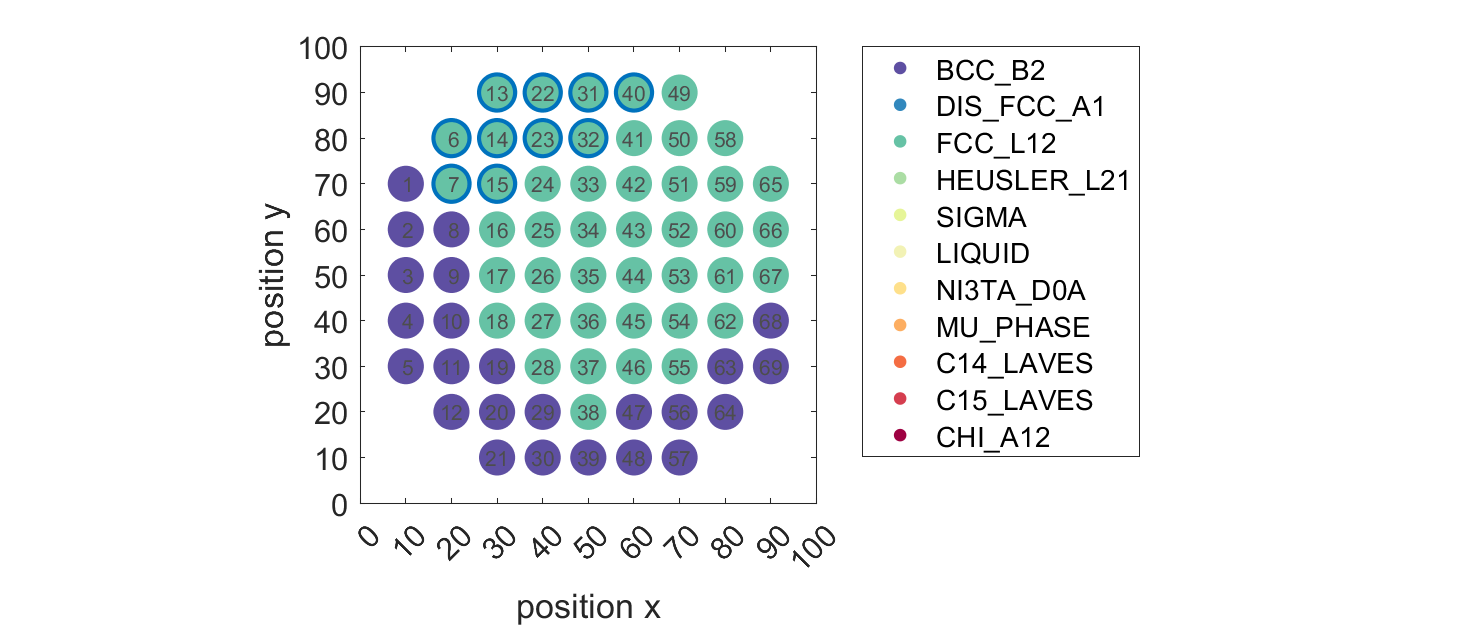 100
90
80
70
60
50
40
30
20
10
0
position y
13 22 31 40 49
6 14 23 32 41 50 58
1 7 15 24 33 42 51 59 65
2 8 16 25 34 43 52 60 66
3 9 17 26 35 44 53 61 67
4 10 18 27 36 45 54 62 68
5 11 19 28 37 46 55 63 69
12 20 29 38 47 56 64
21 30 39 48 57
0 10 20 30 40 50 60 70 80 90 100
position x
BCC_B2
DIS_FCC_A1
FCC_L12
HEUSLER_L21
SIGMA
LIQUID
NI3TA_D0A
MU_PHASE
C14_LAVES
C15_LAVES
CHI_A12